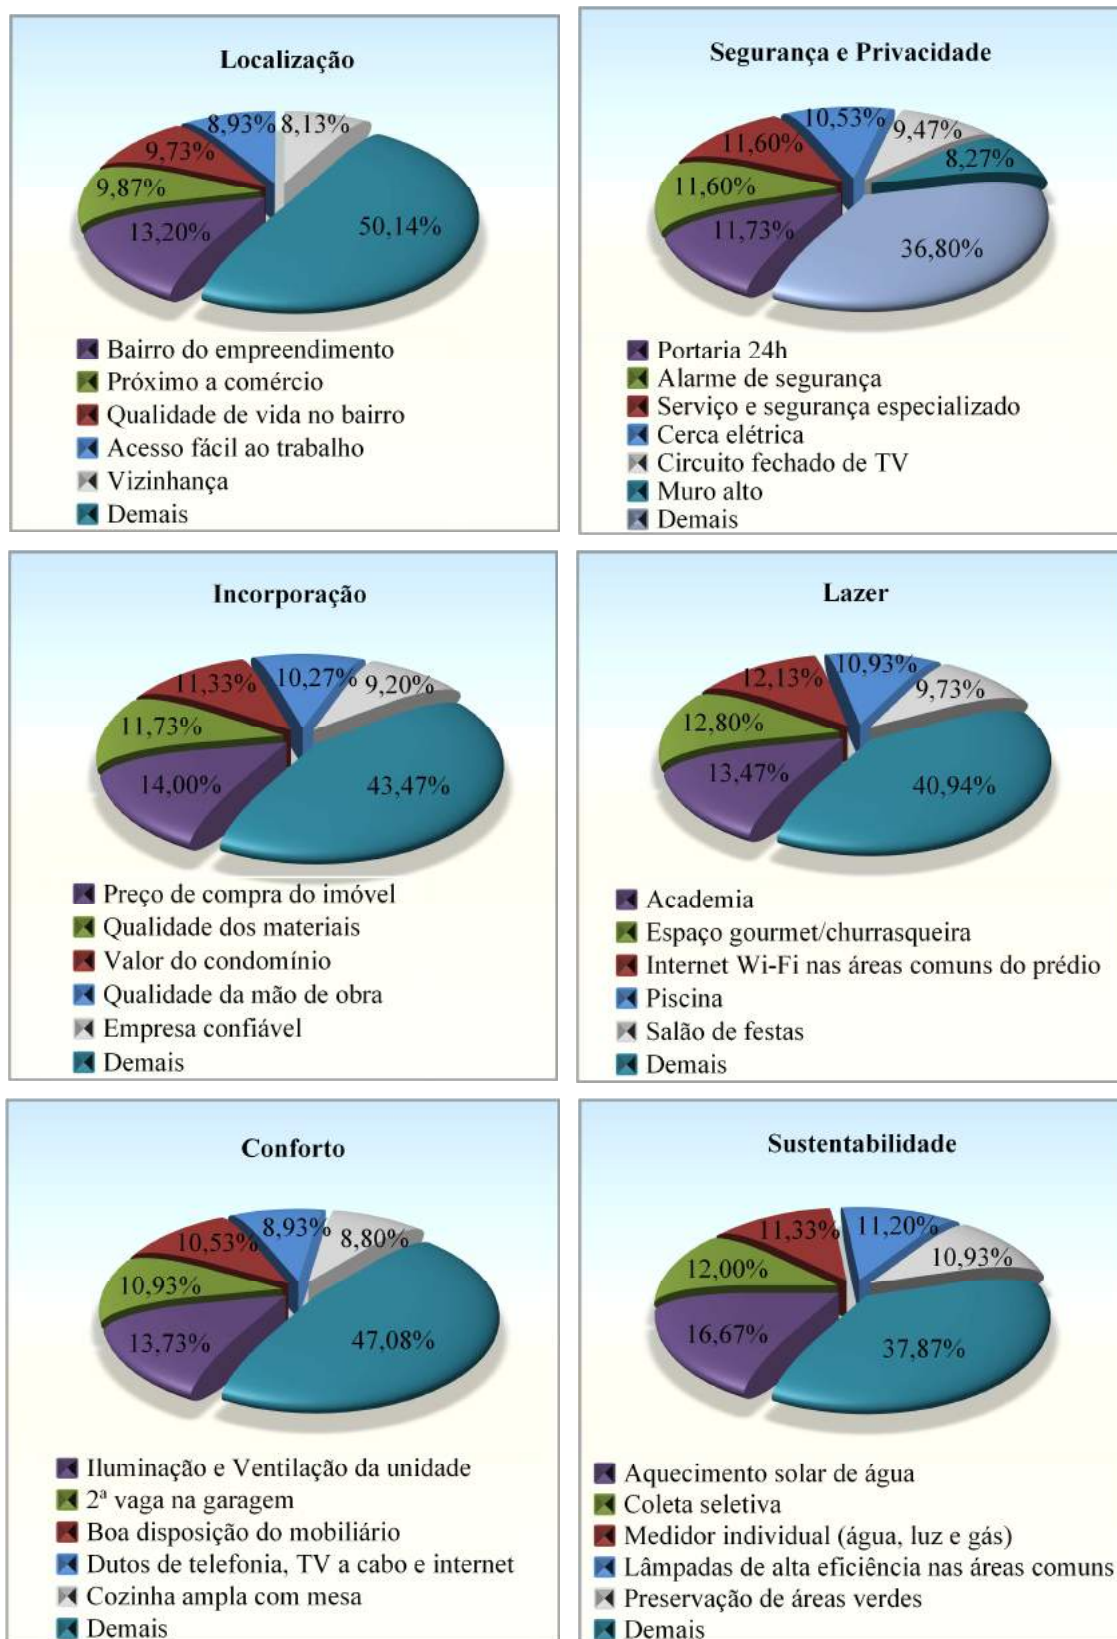 Localização
8,93%
8,13%
9,73%
9,87%
13,20%
50,14%
Bairro do empreendimento
Próximo a comércio
Qualidade de vida no bairro
Acesso fácil ao trabalho
Vizinhança
Demais
Segurança e Privacidade
10,53%
9,47%
11,60%
8,27%
11,60%
11,73%
36,80%
Portaria 24h
Alarme de segurança
Serviço e segurança especializado
Cerca elétrica
Circuito fechado de TV
Muro alto
Demais
Incorporação
11,33%
10,27%
9,20%
11,73%
14,00%
43,47%
Preço de compra do imóvel
Qualidade dos materiais
Valor do condomínio
Qualidade da mão de obra
Empresa confiável
Demais
Lazer
12,13%
10,93%
9,73%
12,80%
13,47%
40,94%
Academia
Espaço gourmet/churrasqueira
Internet Wi-Fi nas áreas comuns do prédio
Piscina
Salão de festas
Demais
Conforto
10,53%
8,93%
8,80%
10,93%
13,73%
47,08%
Iluminação e Ventilação da unidade
2ª vaga na garagem
Boa disposição do mobiliário
Dutos de telefonia, TV a cabo e internet
Cozinha ampla com mesa
Demais
Sustentabilidade
11,33%
11,20%
10,93%
12,00%
16,67%
37,87%
Aquecimento solar de água
Coleta seletiva
Medidor individual (água, luz e gás)
Lâmpadas de alta eficiência nas áreas comuns
Preservação de áreas verdes
Demais